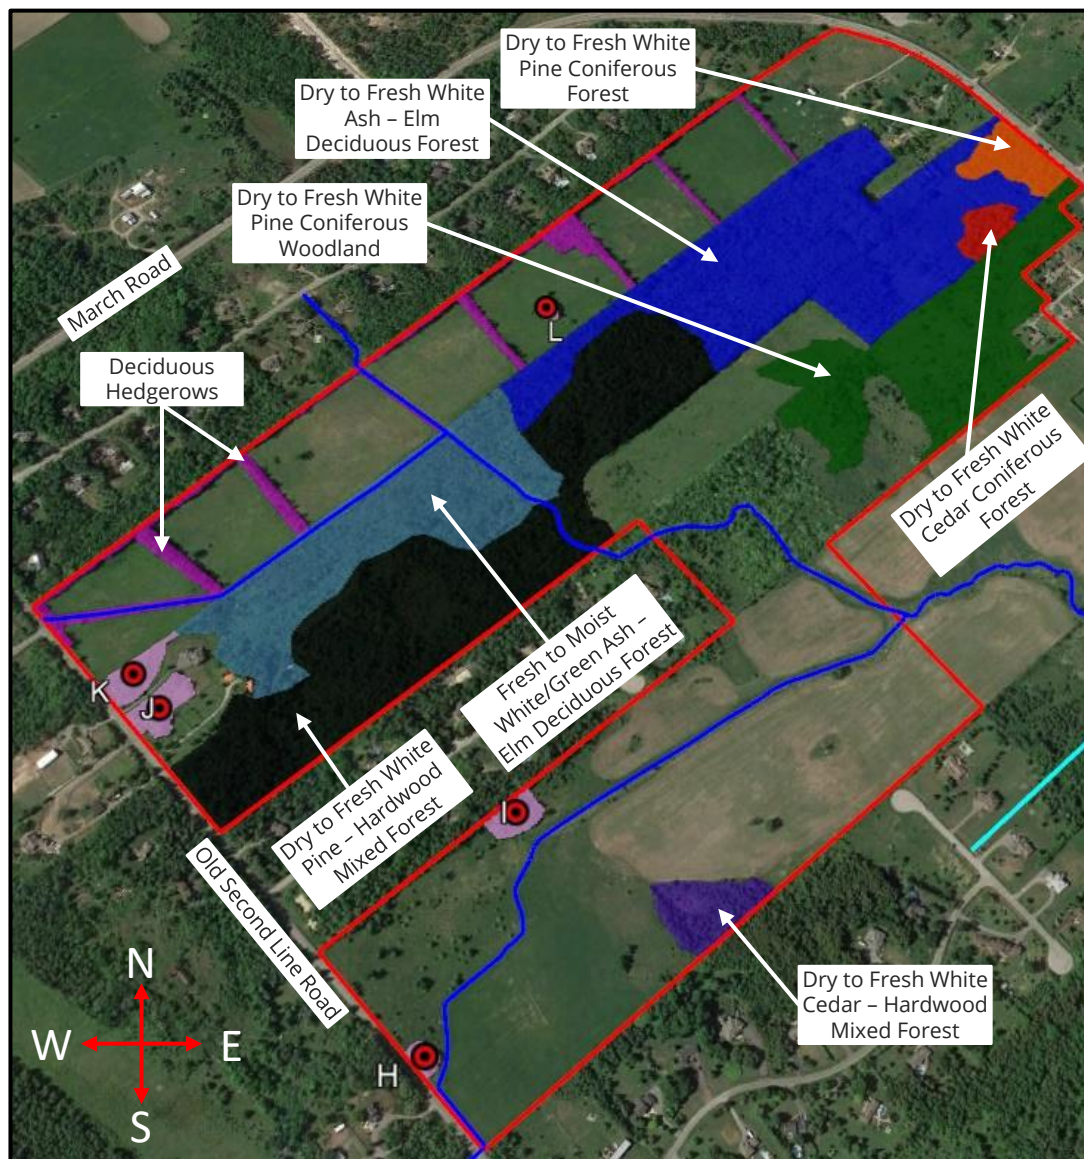 Dry to Fresh White
Pine Coniferous
Forest
Dry to Fresh White
Ash – Elm
Deciduous Forest
Dry to Fresh White
Pine Coniferous
Woodland
March Road
L
Deciduous
Hedgerows
Dry to Fresh White
Cedar Coniferous
Forest
Fresh to Moist
White/Green Ash –
Elm Deciduous Forest
K
J
Dry to Fresh White
Pine – Hardwood
Mixed Forest
I
Old Second Line Road
Dry to Fresh White
Cedar – Hardwood
Mixed Forest
N
W E
S
H